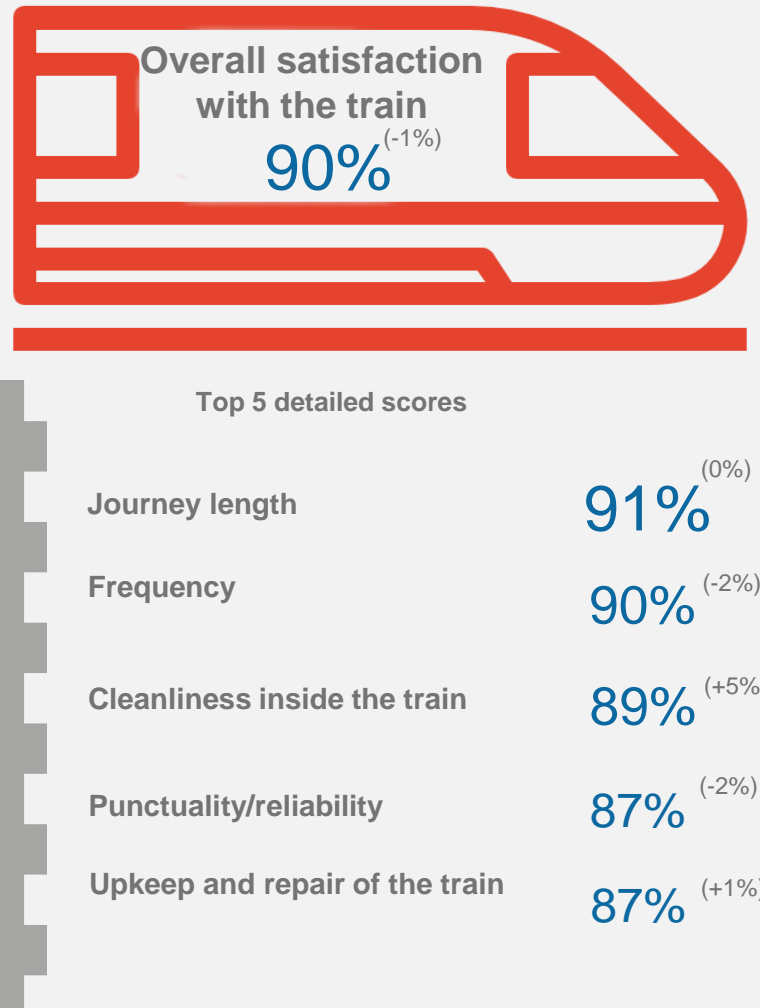 Overall satisfaction
with the train
90% (-1%)
Top 5 detailed scores
Journey length 91% (0%)
Frequency 90% (-2%)
Cleanliness inside the train 89% (+5%
Punctuality/reliability 87% (-2%)
Upkeep and repair of the train 87% (+1%)